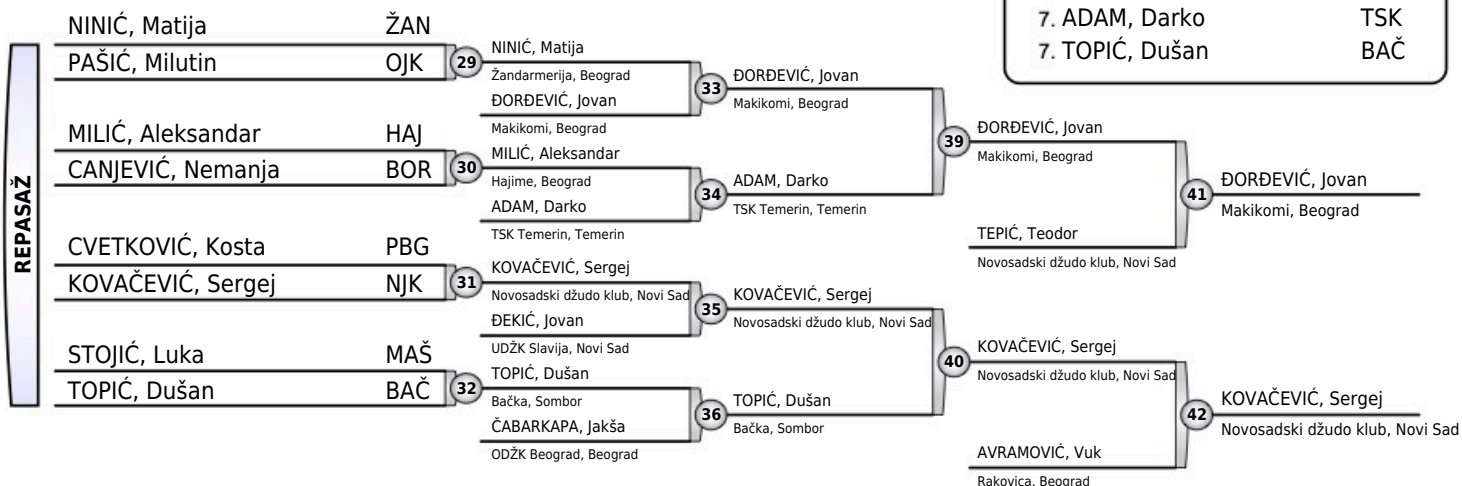 7. ADAM, Darko TSK
7. TOPIĆ, Dušan BAČ
REPASAŽ
NINIĆ, Matija ŽAN
PAŠIĆ, Milutin OJK
MILIĆ, Aleksandar HAJ
CANJEVIĆ, Nemanja BOR
CVETKOVIĆ, Kosta PBG
KOVAČEVIĆ, Sergej NJK
STOJIĆ, Luka MAŠ
TOPIĆ, Dušan BAČ
29
NINIĆ, Matija
Žandarmerija, Beograd
ĐORĐEVIĆ, Jovan
Makikomi, Beograd
30
MILIĆ, Aleksandar
Hajime, Beograd
ADAM, Darko
TSK Temerin, Temerin
31
KOVAČEVIĆ, Sergej
Novosadski džudo klub, Novi Sad
ĐEKIĆ, Jovan
UDŽK Slavija, Novi Sad
32
TOPIĆ, Dušan
Bačka, Sombor
ČABARKAPA, Jakša
ODŽK Beograd, Beograd
33
ĐORĐEVIĆ, Jovan
Makikomi, Beograd
34
ADAM, Darko
TSK Temerin, Temerin
35
KOVAČEVIĆ, Sergej
Novosadski džudo klub, Novi Sad
36
TOPIĆ, Dušan
Bačka, Sombor
39
ĐORĐEVIĆ, Jovan
Makikomi, Beograd
TEPIĆ, Teodor
Novosadski džudo klub, Novi Sad
40
KOVAČEVIĆ, Sergej
Novosadski džudo klub, Novi Sad
AVRAMOVIĆ, Vuk
Rakovica, Beograd
41
ĐORĐEVIĆ, Jovan
Makikomi, Beograd
42
KOVAČEVIĆ, Sergej
Novosadski džudo klub, Novi Sad